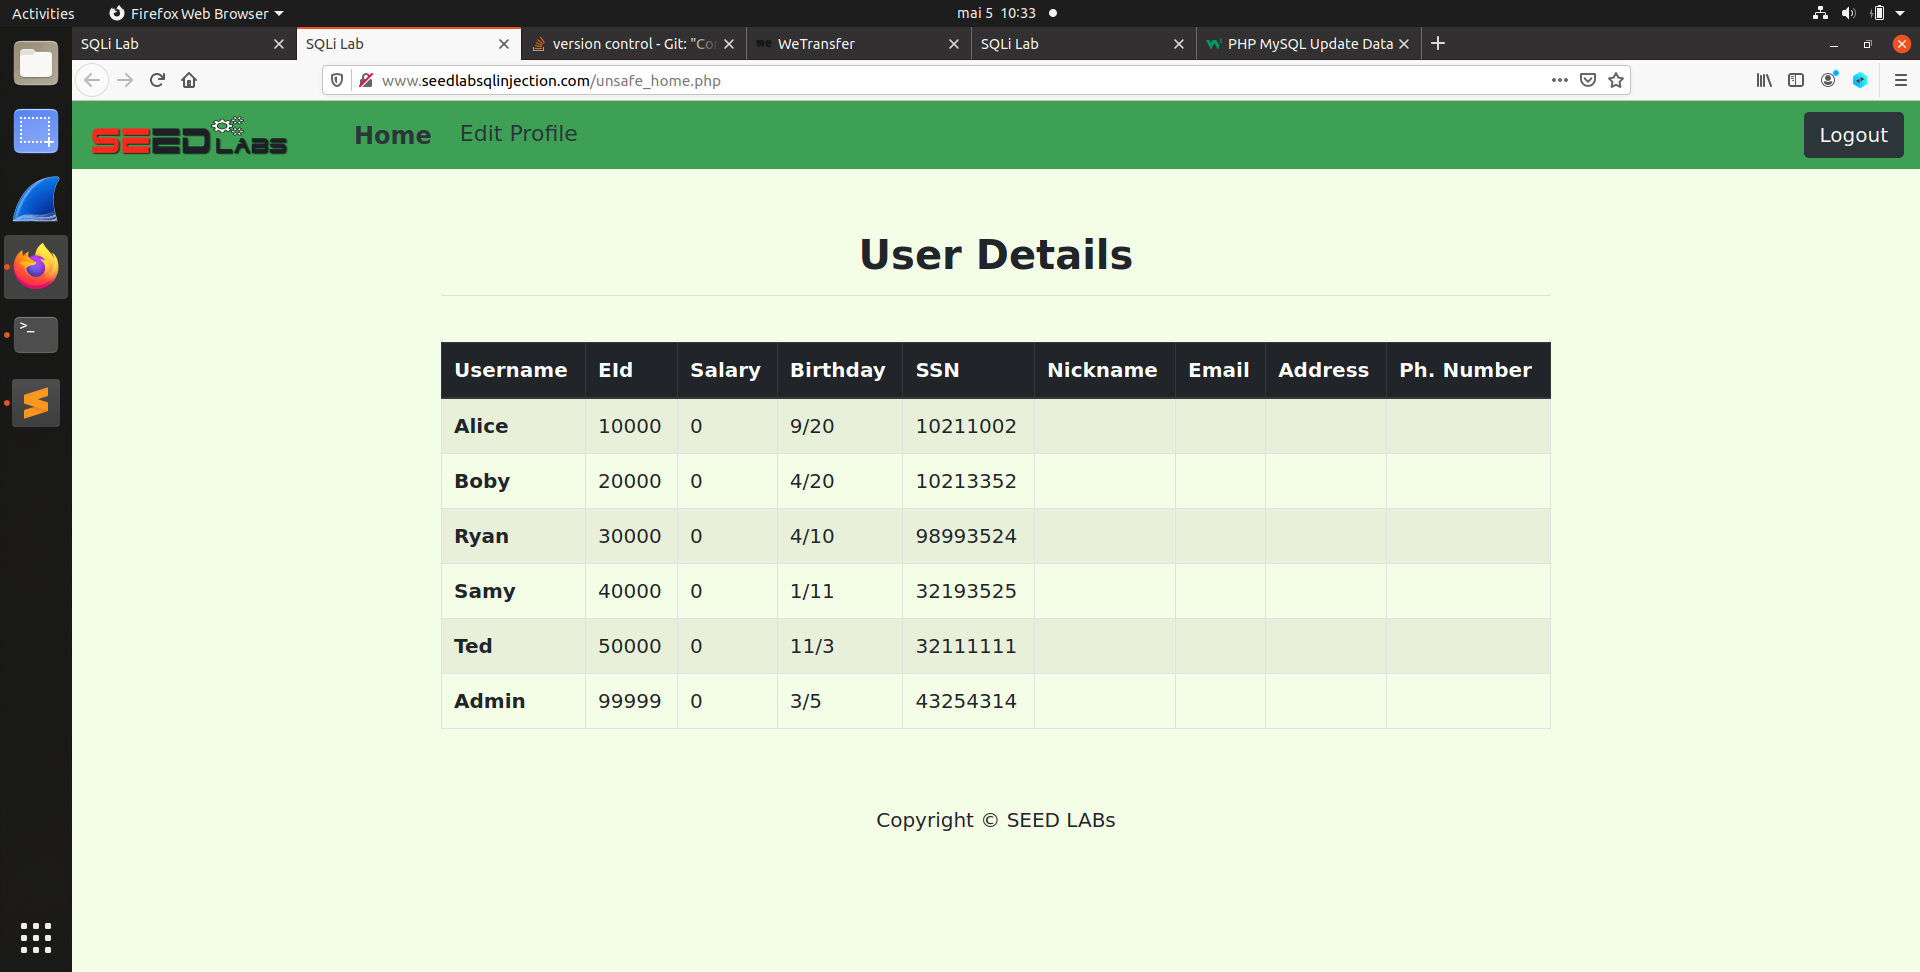 Activities Firefox Web Browser mai 5 10:33
SQLi Lab SQLi Lab version control - Git: "Co WeTransfer SQLi Lab PHP MySQL Update Data
www.seedlabsqlinjection.com/unsafe_home.php
SEED LABS Home Edit Profile Logout
User Details
Username EId Salary Birthday SSN Nickname Email Address Ph. Number
Alice 10000 0 9/20 10211002
Boby 20000 0 4/20 10213352
Ryan 30000 0 4/10 98993524
Samy 40000 0 1/11 32193525
Ted 50000 0 11/3 32111111
Admin 99999 0 3/5 43254314
Copyright © SEED LABs